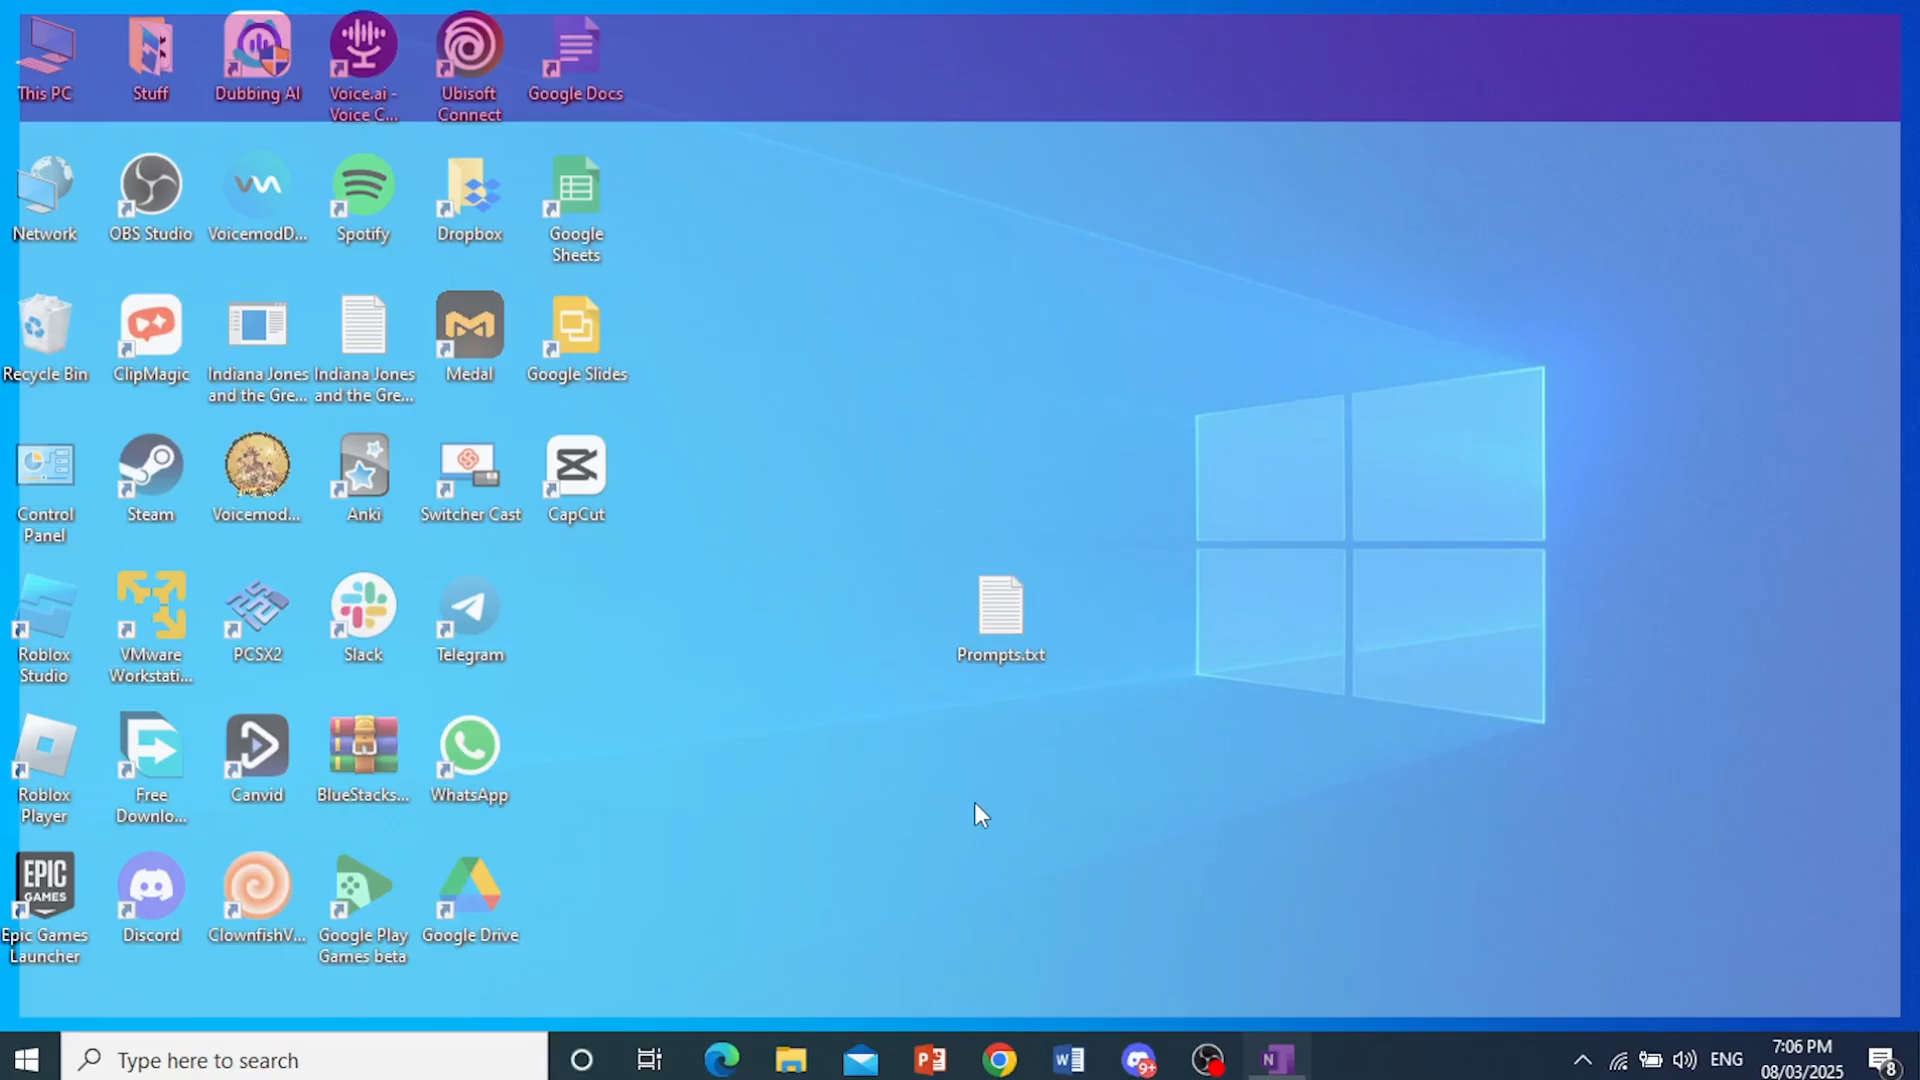 This PC
Stuff
Dubbing AI
Voice.ai -
Voice C...
Ubisoft
Connect
Google Docs
Network
OBS Studio
VoicemodD...
Spotify
Dropbox
Google
Sheets
Recycle Bin
ClipMagic
Indiana Jones
and the Gre...
Indiana Jones
and the Gre...
Medal
Google Slides
Control
Panel
Steam
Voicemod...
Anki
Switcher Cast
CapCut
Roblox
Studio
VMware
Workstati...
PCSX2
Slack
Telegram
Prompts.txt
Roblox
Player
Free
Downlo...
Canvid
BlueStacks...
WhatsApp
EPIC
GAMES
Epic Games
Launcher
Discord
ClownfishV...
Google Play
Games beta
Google Drive
Type here to search
P
W
9+
N
ENG
7:06 PM
08/03/2025
8